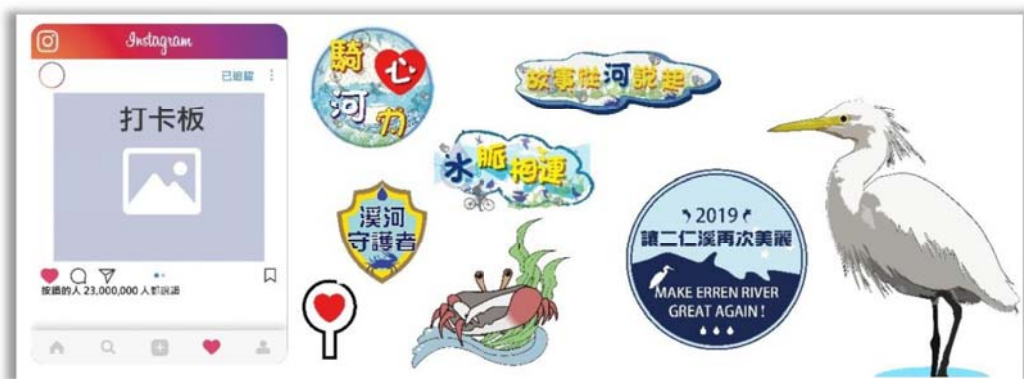 Instagram
已追蹤
打卡板
按讚的人 23,000,000 人都說讚
騎心
河力
故事從河說起
水脈相連
溪河
守護者
2019
讓二仁溪再次美麗
MAKE ERREN RIVER
GREAT AGAIN!